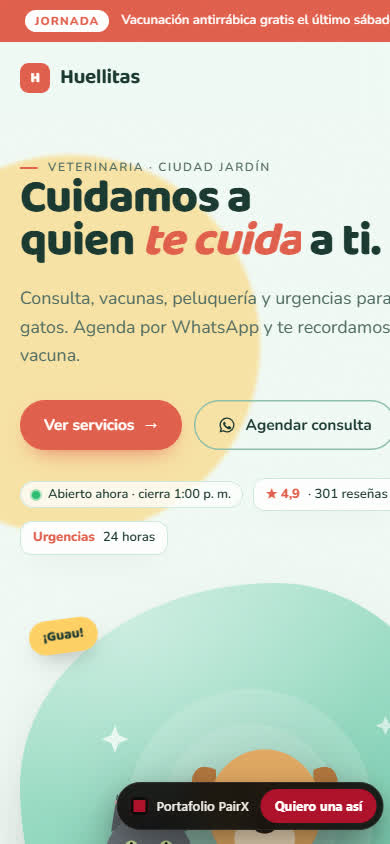 JORNADA Vacunación antirrábica gratis el último sábad
H Huellitas
VETERINARIA · CIUDAD JARDÍN
Cuidamos a
quien te cuida a ti.
Consulta, vacunas, peluquería y urgencias para
gatos. Agenda por WhatsApp y te recordamos
vacuna.
Ver servicios →
Agendar consulta
Abierto ahora · cierra 1:00 p. m.
★ 4,9 · 301 reseñas
Urgencias 24 horas
¡Guau!
Portafolio PairX
Quiero una así